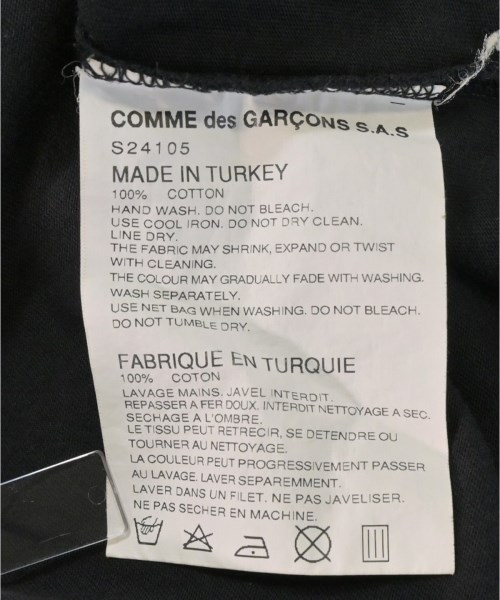 COMME des GARÇONS S.A.S
S24105
MADE IN TURKEY
100% COTTON
HAND WASH. DO NOT BLEACH.
USE COOL IRON. DO NOT DRY CLEAN.
LINE DRY.
THE FABRIC MAY SHRINK, EXPAND OR TWIST
WITH CLEANING.
THE COLOUR MAY GRADUALLY FADE WITH WASHING.
WASH SEPARATELY.
USE NET BAG WHEN WASHING. DO NOT BLEACH.
DO NOT TUMBLE DRY.
FABRIQUE EN TURQUIE
100% COTON
LAVAGE MAINS. JAVEL INTERDIT.
REPASSER A FER DOUX. INTERDIT NETTOYAGE A SEC.
SECHAGE A L'OMBRE.
LE TISSU PEUT RETRECIR, SE DETENDRE OU
TOURNER AU NETTOYAGE.
LA COULEUR PEUT PROGRESSIVEMENT PASSER
AU LAVAGE. LAVER SEPAREMMENT.
LAVER DANS UN FILET. NE PAS JAVELISER.
NE PAS SECHER EN MACHINE.